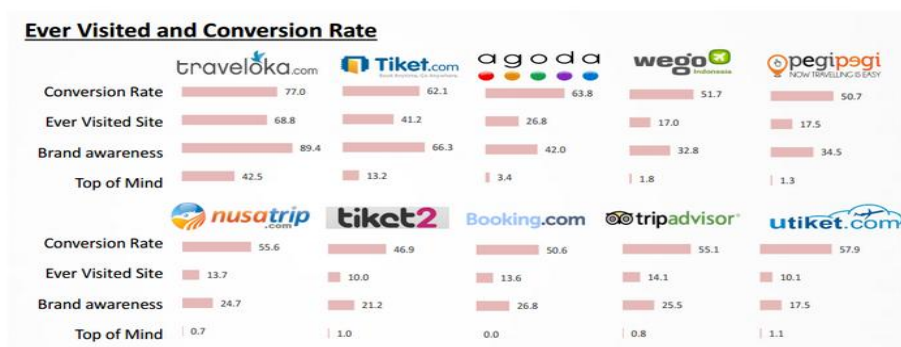 Ever Visited and Conversion Rate
traveloka.com Tiket.com agoda wego Indonesia pegipegi
Book Anytime, Go Anywhere. NOW TRAVELLING IS EASY
Conversion Rate 77.0 62.1 63.8 51.7 50.7
Ever Visited Site 68.8 41.2 26.8 17.0 17.5
Brand awareness 89.4 66.3 42.0 32.8 34.5
Top of Mind 42.5 13.2 3.4 1.8 1.3
nusatrip.com tiket2 Booking.com tripadvisor utiket.com
Conversion Rate 55.6 46.9 50.6 55.1 57.9
Ever Visited Site 13.7 10.0 13.6 14.1 10.1
Brand awareness 24.7 21.2 26.8 25.5 17.5
Top of Mind 0.7 1.0 0.0 0.8 1.1